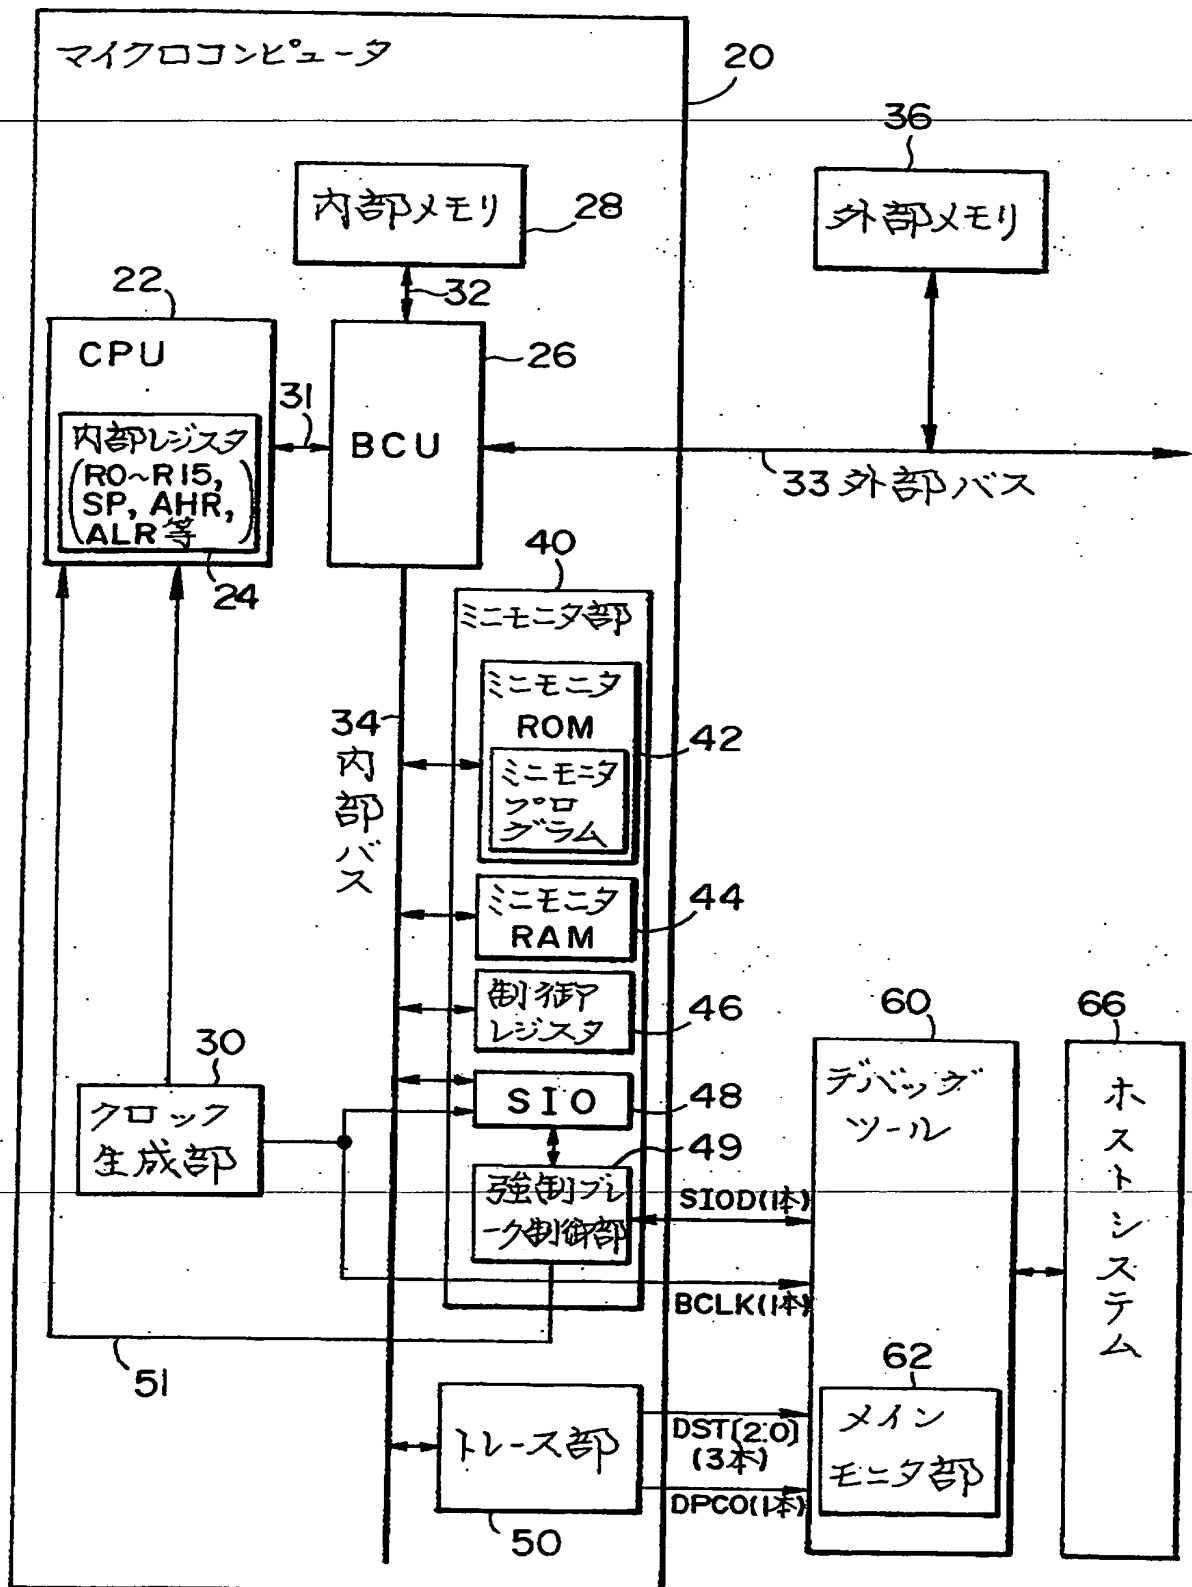 マイクロコンピュータ
20
36
内部メモリ
28
外部メモリ
32
22
CPU
26
31
BCU
内部レジスタ
(R0~R15,
SP, AHR,
ALR等)
33 外部バス
24
40
ミニモニタ部
ミニモニタ
ROM
34
内部バス
42
ミニモニタ
プロ
グラム
ミニモニタ
RAM
44
制御
レジスタ
46
60
66
30
デバッグ
ツール
ホストシステム
クロック
生成部
SIO
48
49
強制ブレ
ーク制御部
SIOD(1本)
BCLK(1本)
51
62
メイン
モニタ部
トレース部
DST[2:0]
(3本)
DPCO(1本)
50